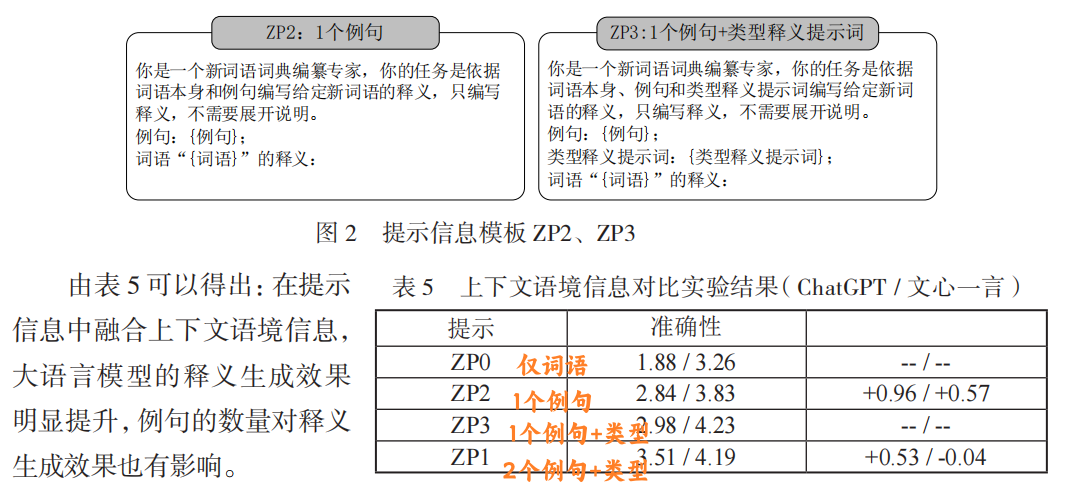 ZP2：1个例句
你是一个新词语词典编纂专家，你的任务是依据
词语本身和例句编写给定新词语的释义，只编写
释义，不需要展开说明。
例句：{例句}；
词语“{词语}”的释义：
ZP3：1个例句+类型释义提示词
你是一个新词语词典编纂专家，你的任务是依据
词语本身、例句和类型释义提示词编写给定新词
语的释义，只编写释义，不需要展开说明。
例句：{例句}；
类型释义提示词：{类型释义提示词}；
词语“{词语}”的释义：
图 2 提示信息模板 ZP2、ZP3
由表 5 可以得出：在提示
信息中融合上下文语境信息，
大语言模型的释义生成效果
明显提升，例句的数量对释义
生成效果也有影响。
表 5 上下文语境信息对比实验结果（ChatGPT / 文心一言）
提示 准确性
ZP0 仅词语 1.88 / 3.26 -- / --
ZP2 1个例句 2.84 / 3.83 +0.96 / +0.57
ZP3 1个例句+类型 2.98 / 4.23 -- / --
ZP1 2个例句+类型 3.51 / 4.19 +0.53 / -0.04